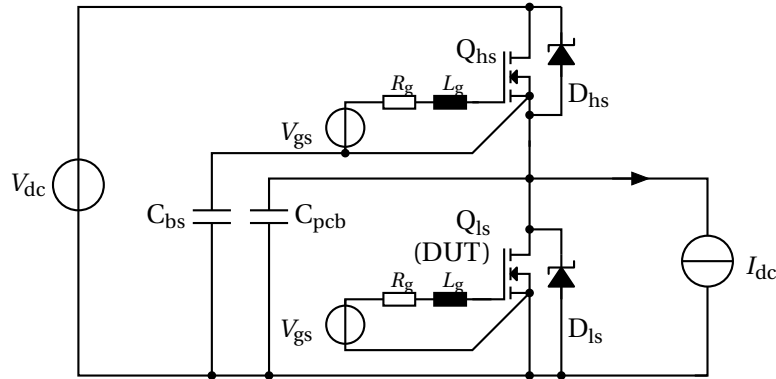 Qhs
Rg
Lg
Dhs
Vgs
Vdc
Cbs
Cpcb
Qls
(DUT)
Idc
Rg
Lg
Vgs
Dls